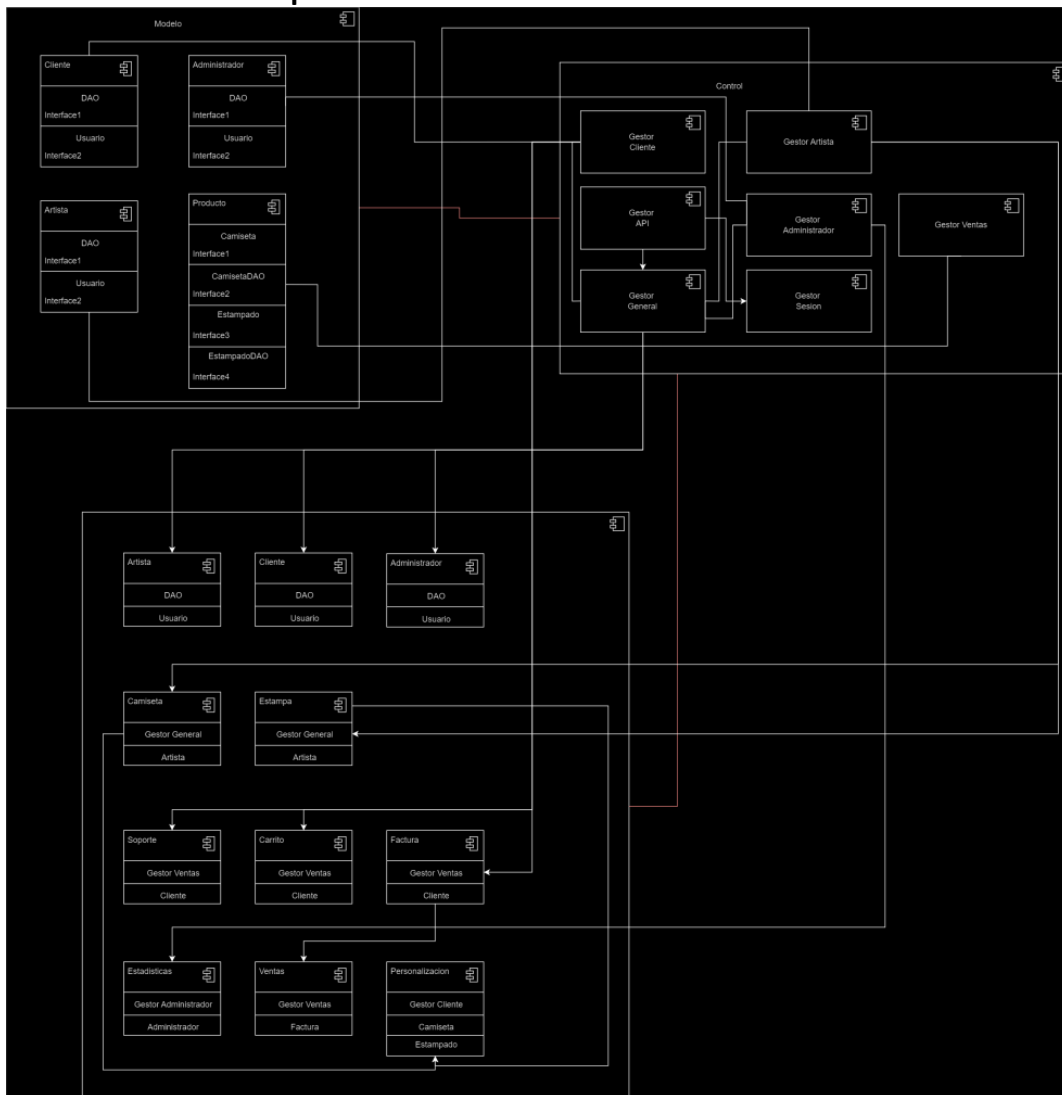 Modelo
Cliente
DAO
Interface1
Usuario
Interface2
Administrador
DAO
Interface1
Usuario
Interface2
Artista
DAO
Interface1
Usuario
Interface2
Producto
Camiseta
Interface1
CamisetaDAO
Interface2
Estampado
Interface3
EstampadoDAO
Interface4
Control
Gestor
Cliente
Gestor Artista
Gestor
API
Gestor
Administrador
Gestor Ventas
Gestor
General
Gestor
Sesion
Artista
DAO
Usuario
Cliente
DAO
Usuario
Administrador
DAO
Usuario
Camiseta
Gestor General
Artista
Estampa
Gestor General
Artista
Soporte
Gestor Ventas
Cliente
Carrito
Gestor Ventas
Cliente
Factura
Gestor Ventas
Cliente
Estadisticas
Gestor Administrador
Administrador
Ventas
Gestor Ventas
Factura
Personalizacion
Gestor Cliente
Camiseta
Estampado